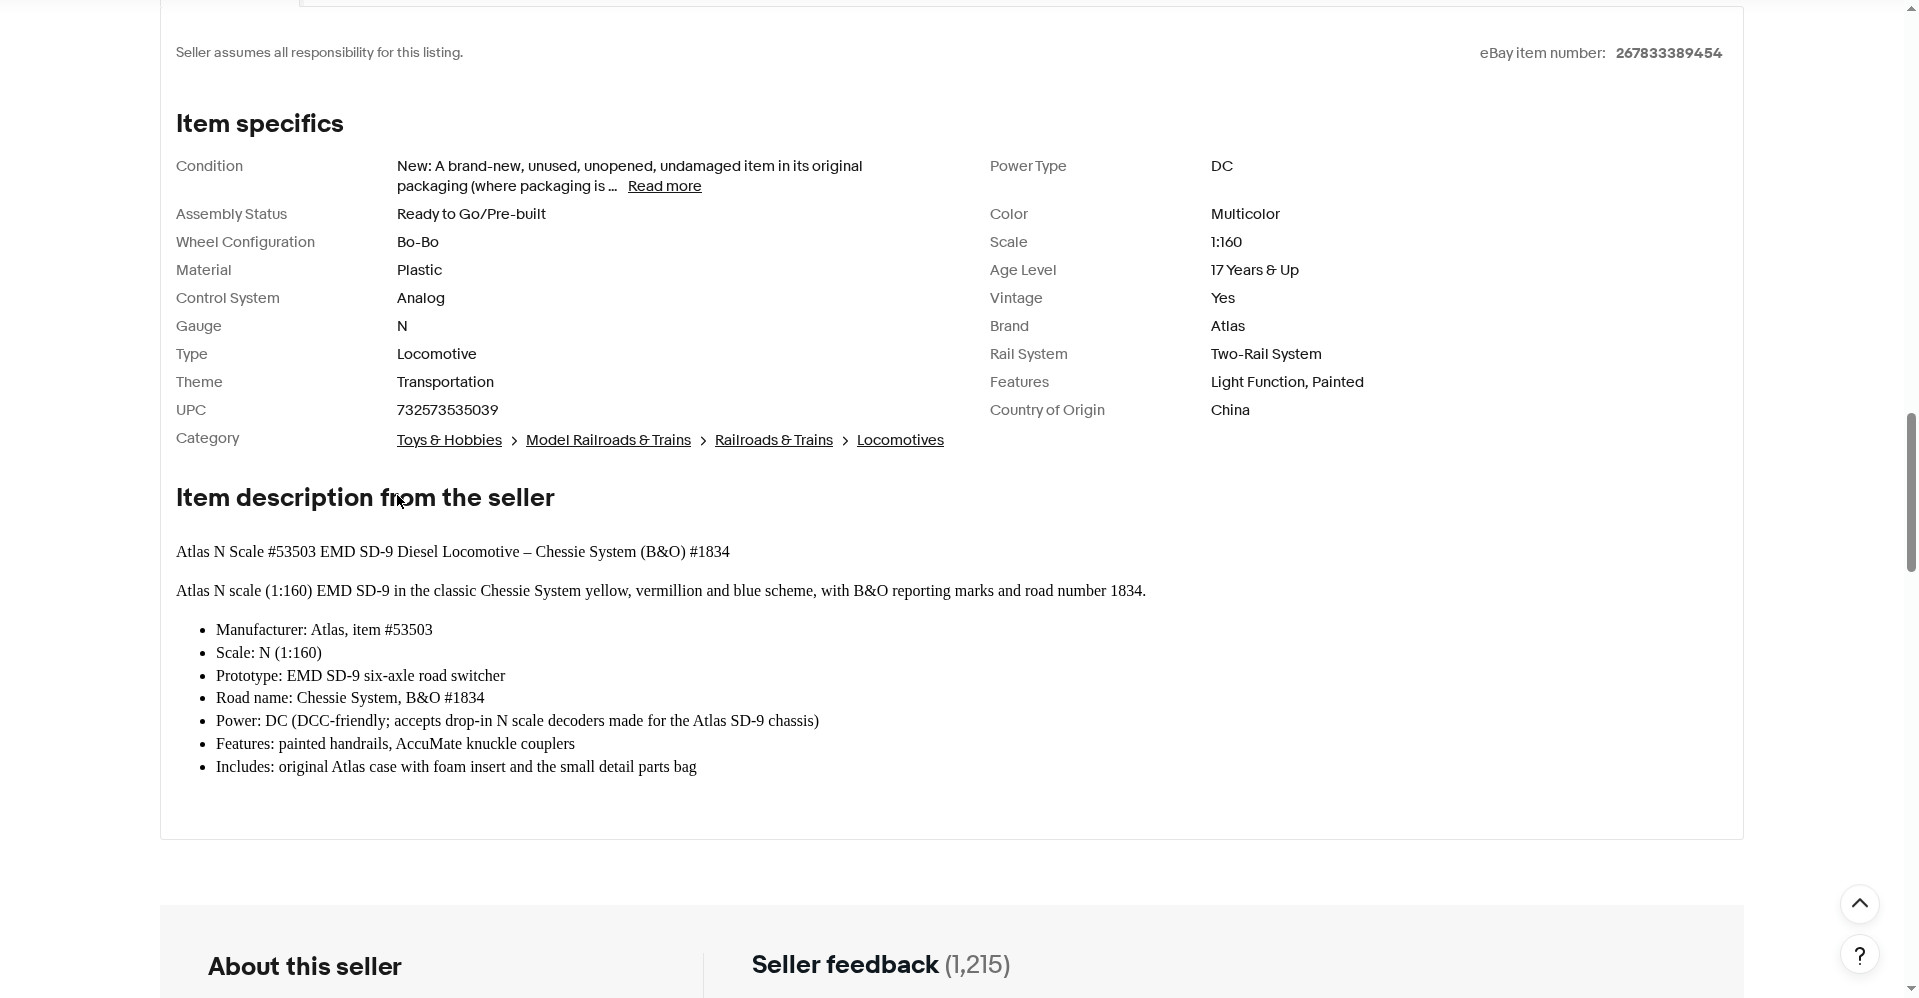 Seller assumes all responsibility for this listing.
eBay item number: 267833389454
Item specifics
Condition
New: A brand-new, unused, unopened, undamaged item in its original
packaging (where packaging is ... Read more
Power Type
DC
Assembly Status
Ready to Go/Pre-built
Color
Multicolor
Wheel Configuration
Bo-Bo
Scale
1:160
Material
Plastic
Age Level
17 Years & Up
Control System
Analog
Vintage
Yes
Gauge
N
Brand
Atlas
Type
Locomotive
Rail System
Two-Rail System
Theme
Transportation
Features
Light Function, Painted
UPC
732573535039
Country of Origin
China
Category
Toys & Hobbies > Model Railroads & Trains > Railroads & Trains > Locomotives
Item description from the seller
Atlas N Scale #53503 EMD SD-9 Diesel Locomotive – Chessie System (B&O) #1834
Atlas N scale (1:160) EMD SD-9 in the classic Chessie System yellow, vermillion and blue scheme, with B&O reporting marks and road number 1834.
• Manufacturer: Atlas, item #53503
• Scale: N (1:160)
• Prototype: EMD SD-9 six-axle road switcher
• Road name: Chessie System, B&O #1834
• Power: DC (DCC-friendly; accepts drop-in N scale decoders made for the Atlas SD-9 chassis)
• Features: painted handrails, AccuMate knuckle couplers
• Includes: original Atlas case with foam insert and the small detail parts bag
About this seller
Seller feedback (1,215)
?